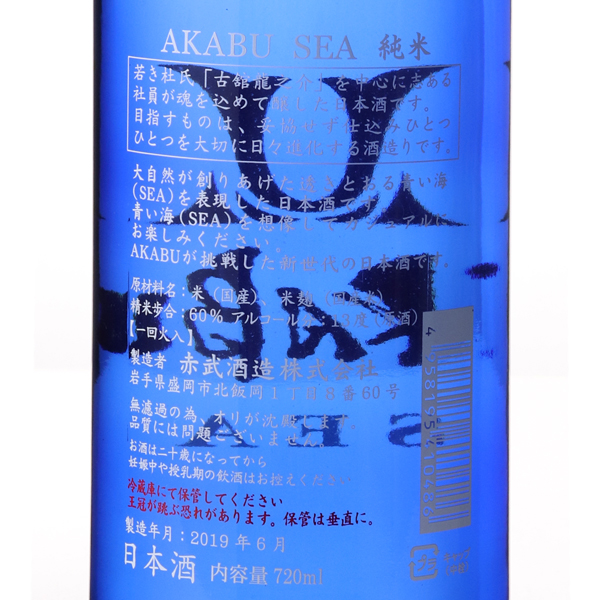 AKABU SEA 純米
若き杜氏「古舘龍之介」を中心に志ある
社員が魂を込めて醸した日本酒です。
目指すものは、妥協せず仕込みひとつ
ひとつを大切に日々進化する酒造りです。
大自然が創りあげた透きとおる青い海
(SEA)を表現した日本酒です。
青い海(SEA)を想像してカジュアルに
お楽しみください。
AKABUが挑戦した新世代の日本酒です。
原材料名:米(国産)、米麹(国産米)
精米歩合:60% アルコール分:13度(原酒)
【一回火入】
製造者 赤武酒造株式会社
岩手県盛岡市北飯岡1丁目8番60号
無濾過の為、オリが沈殿します。
品質には問題ございません。
お酒は二十歳になってから
妊娠中や授乳期の飲酒はお控えください
冷蔵庫にて保管してください
王冠が跳ぶ恐れがあります。保管は垂直に。
製造年月:2019年6月
日本酒 内容量 720ml